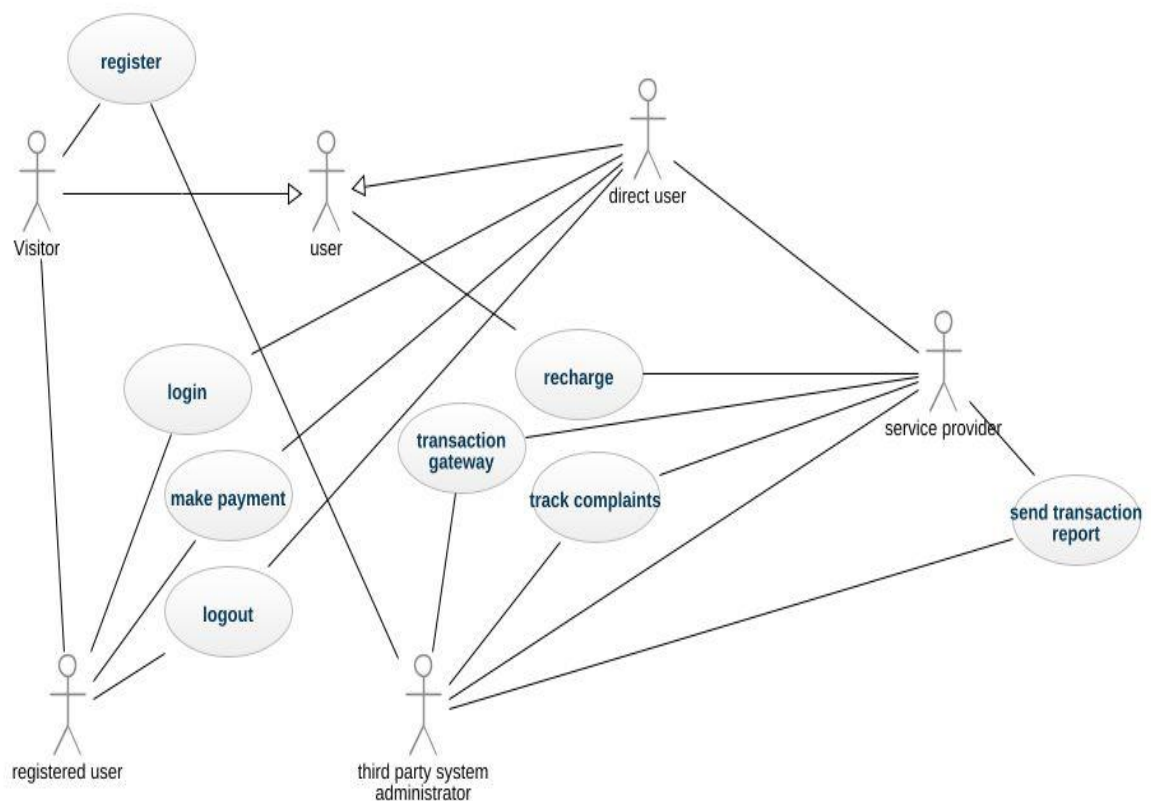 register
Visitor
user
direct user
login
recharge
service provider
transaction
gateway
make payment
track complaints
send transaction
report
logout
registered user
third party system
administrator